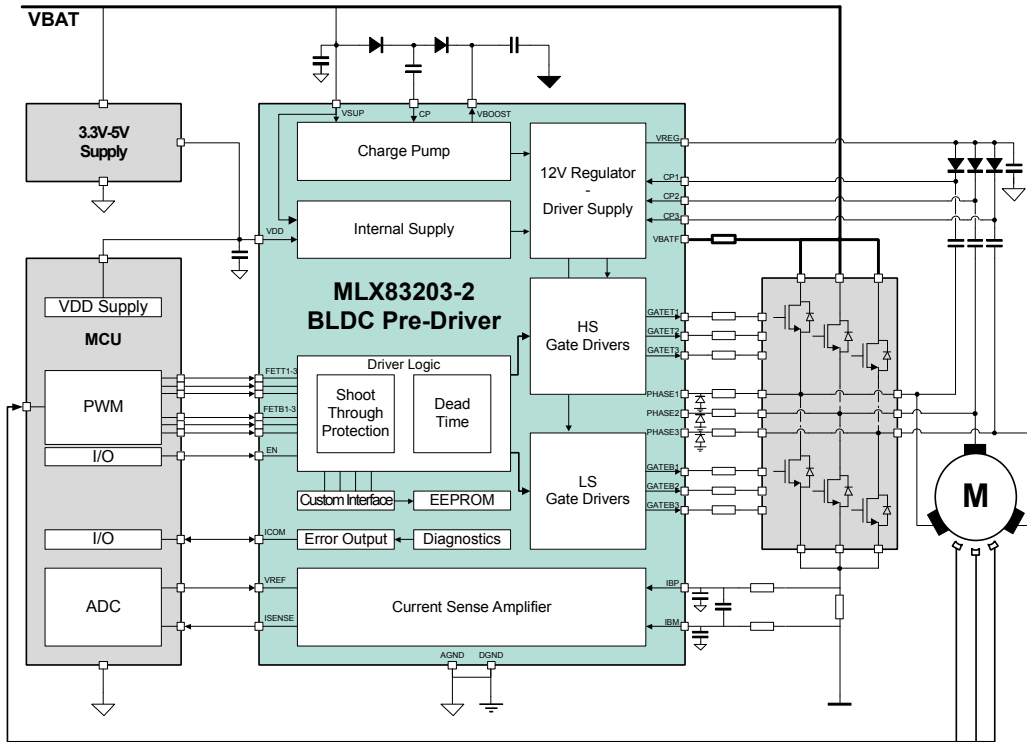 VBAT
3.3V-5V
Supply
VSUP
CP
VBOOST
Charge Pump
12V Regulator
-
Driver Supply
VREG
CP1
CP2
CP3
VBATF
Internal Supply
VDD
MLX83203-2
BLDC Pre-Driver
VDD Supply
MCU
PWM
I/O
I/O
ADC
FETT1-3
FETB1-3
EN
ICOM
VREF
ISENSE
Driver Logic
Shoot
Through
Protection
Dead
Time
Custom Interface
EEPROM
Error Output
Diagnostics
Current Sense Amplifier
HS
Gate Drivers
LS
Gate Drivers
GATET1
GATET2
GATET3
PHASE1
PHASE2
PHASE3
GATEB1
GATEB2
GATEB3
IBP
IBM
AGND
DGND
M